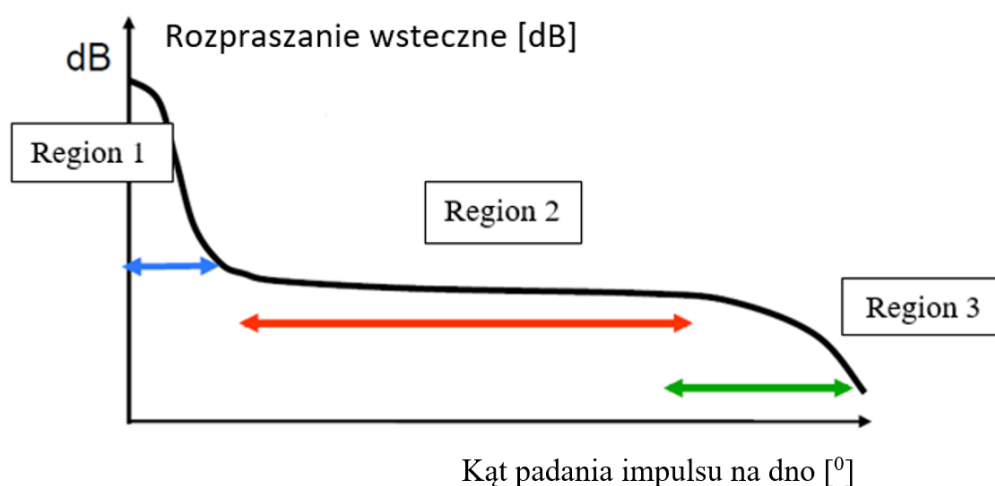 Rozpraszanie wsteczne [dB]
dB
Region 1
Region 2
Region 3
Kąt padania impulsu na dno [⁰]